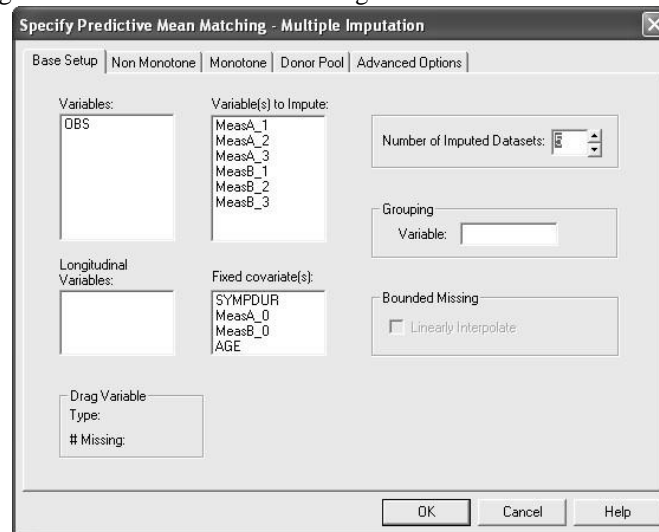 Specify Predictive Mean Matching - Multiple Imputation
Base Setup Non Monotone Monotone Donor Pool Advanced Options
Variables:
OBS
Variable(s) to Impute:
MeasA_1
MeasA_2
MeasA_3
MeasB_1
MeasB_2
MeasB_3
Number of Imputed Datasets:
Grouping
Variable:
Longitudinal
Variables:
Fixed covariate(s):
SYMPDUR
MeasA_0
MeasB_0
AGE
Bounded Missing
Linearly Interpolate
Drag Variable
Type:
# Missing:
OK Cancel Help